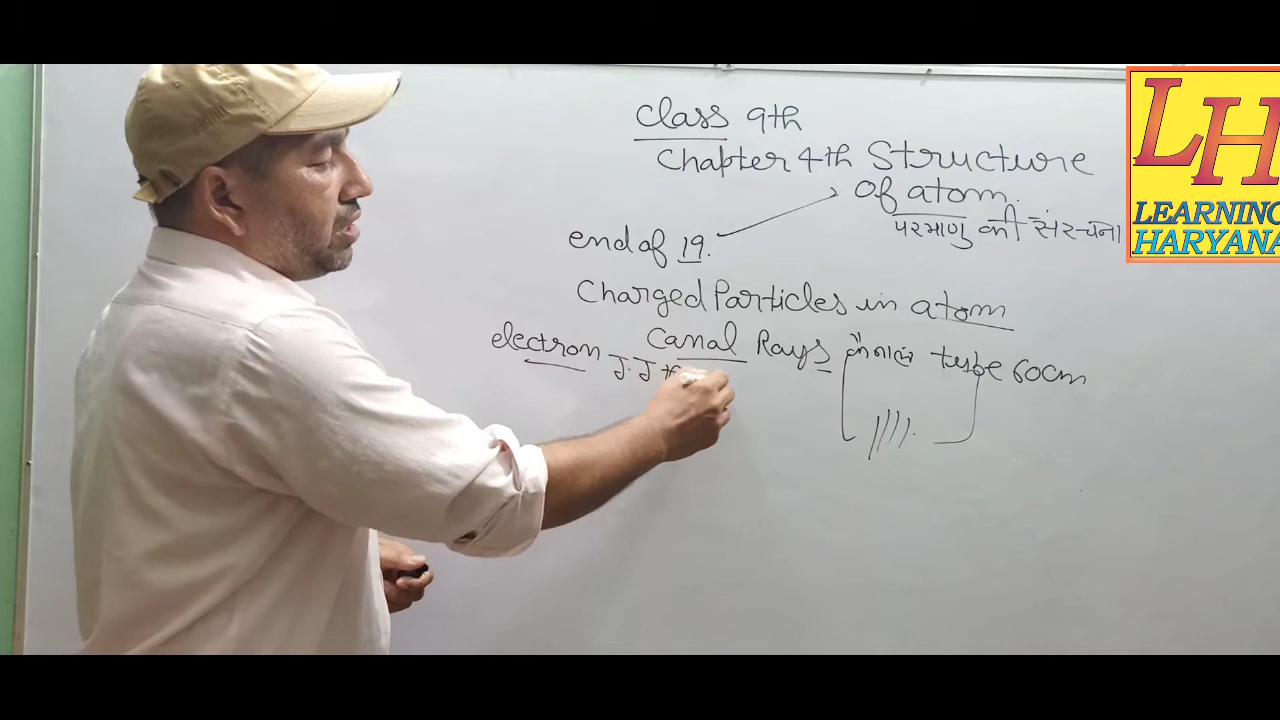 Class 9th
Chapter 4th Structure
of atom.
परमाणु की संरचना
end of 19.
Charged Particles in atom
electron Canal Rays कैनाल tube 60cm
J.J
LH
LEARNING
HARYANA